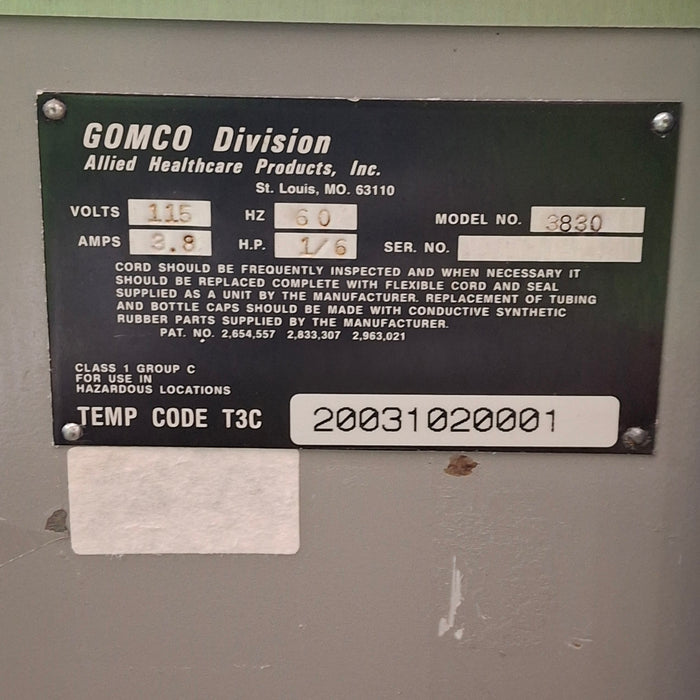 GOMCO Division
Allied Healthcare Products, Inc.
St. Louis, MO. 63110
VOLTS 115 HZ 60 MODEL NO. 3830
AMPS 3.8 H.P. 1/6 SER. NO.
CORD SHOULD BE FREQUENTLY INSPECTED AND WHEN NECESSARY IT
SHOULD BE REPLACED COMPLETE WITH FLEXIBLE CORD AND SEAL
SUPPLIED AS A UNIT BY THE MANUFACTURER. REPLACEMENT OF TUBING
AND BOTTLE CAPS SHOULD BE MADE WITH CONDUCTIVE SYNTHETIC
RUBBER PARTS SUPPLIED BY THE MANUFACTURER.
PAT. NO. 2,654,557 2,833,307 2,963,021
CLASS 1 GROUP C
FOR USE IN
HAZARDOUS LOCATIONS
TEMP CODE T3C 20031020001